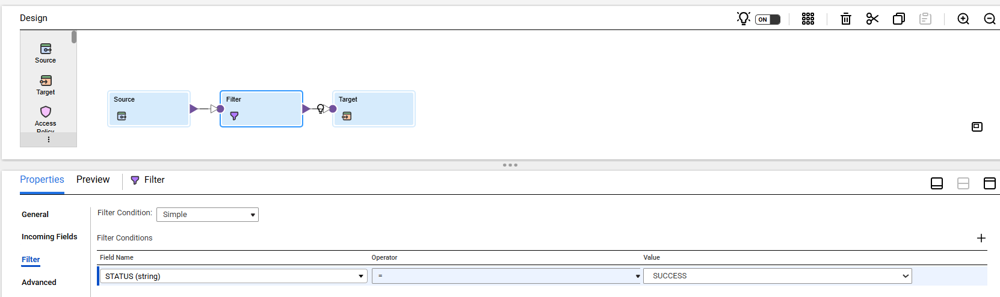 Design
ON
Source
Target
Access
Policy
Source
Filter
Target
Properties
Preview
Filter
General
Incoming Fields
Filter
Advanced
Filter Condition:
Simple
Filter Conditions
Field Name
Operator
Value
STATUS (string)
=
SUCCESS